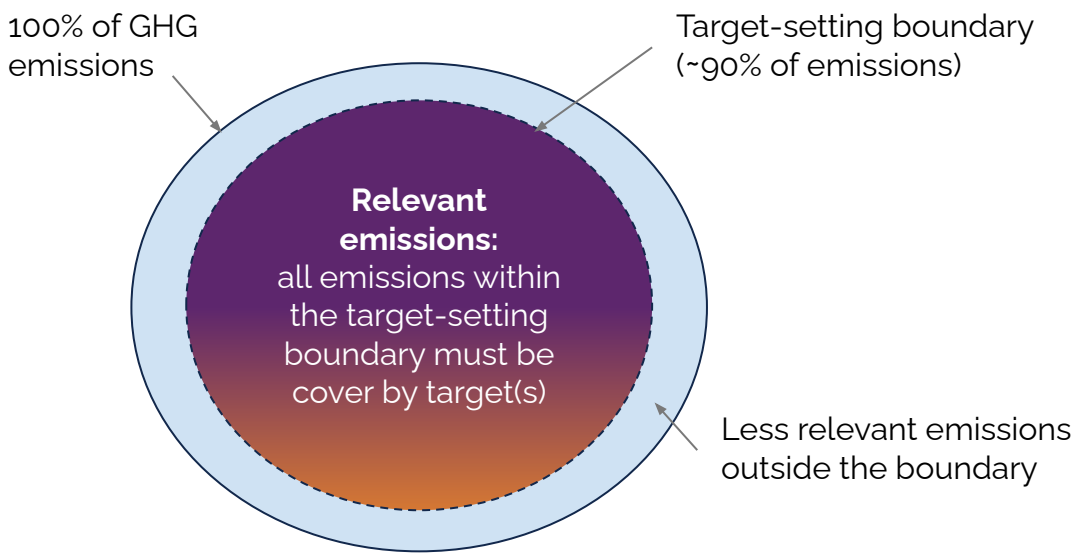 100% of GHG
emissions
Target-setting boundary
(~90% of emissions)
Relevant
emissions:
all emissions within
the target-setting
boundary must be
cover by target(s)
Less relevant emissions
outside the boundary